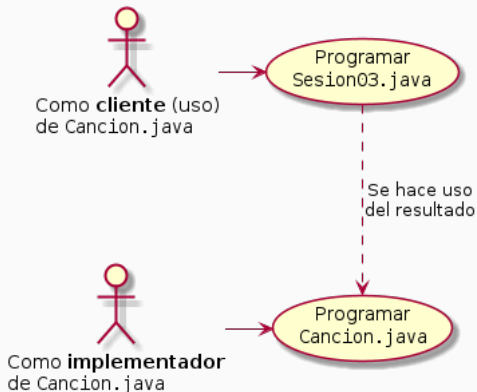 Programar
Sesion03.java
Como cliente (uso)
de Cancion.java
Se hace uso
del resultado
Programar
Cancion.java
Como implementador
de Cancion.java